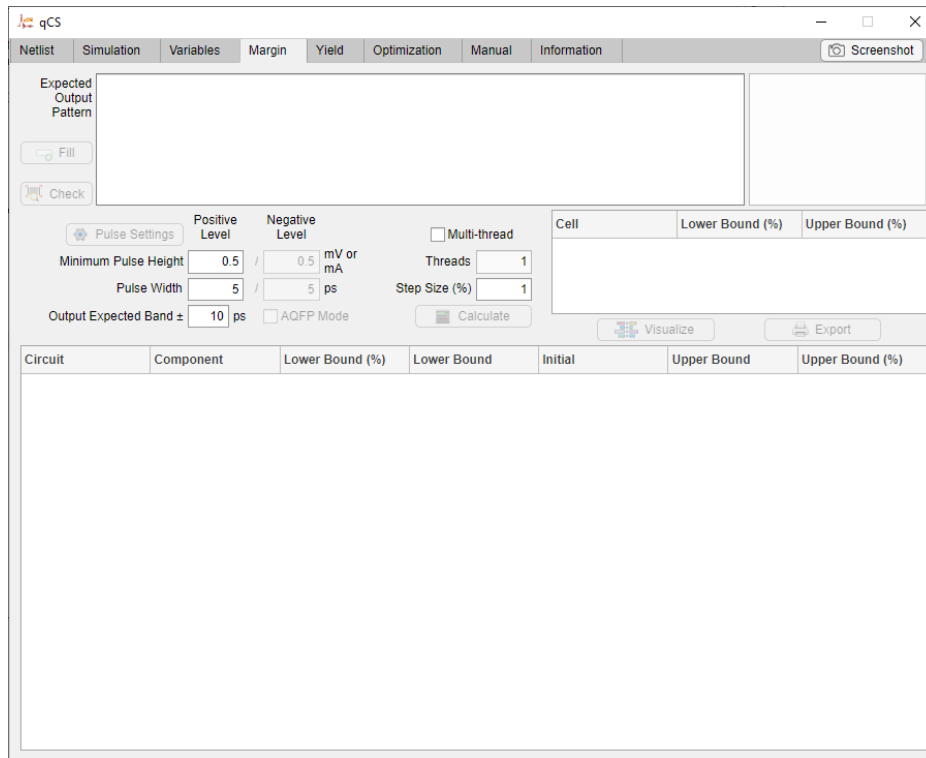 qCS
Netlist Simulation Variables Margin Yield Optimization Manual Information Screenshot
Expected
Output
Pattern
Fill
Check
Positive Level Negative Level
Pulse Settings
Multi-thread
Minimum Pulse Height 0.5 / 0.5 mV or mA
Threads 1
Pulse Width 5 / 5 ps
Step Size (%) 1
Output Expected Band ± 10 ps AQFP Mode
Calculate
Cell Lower Bound (%) Upper Bound (%)
Visualize Export
Circuit Component Lower Bound (%) Lower Bound Initial Upper Bound Upper Bound (%)